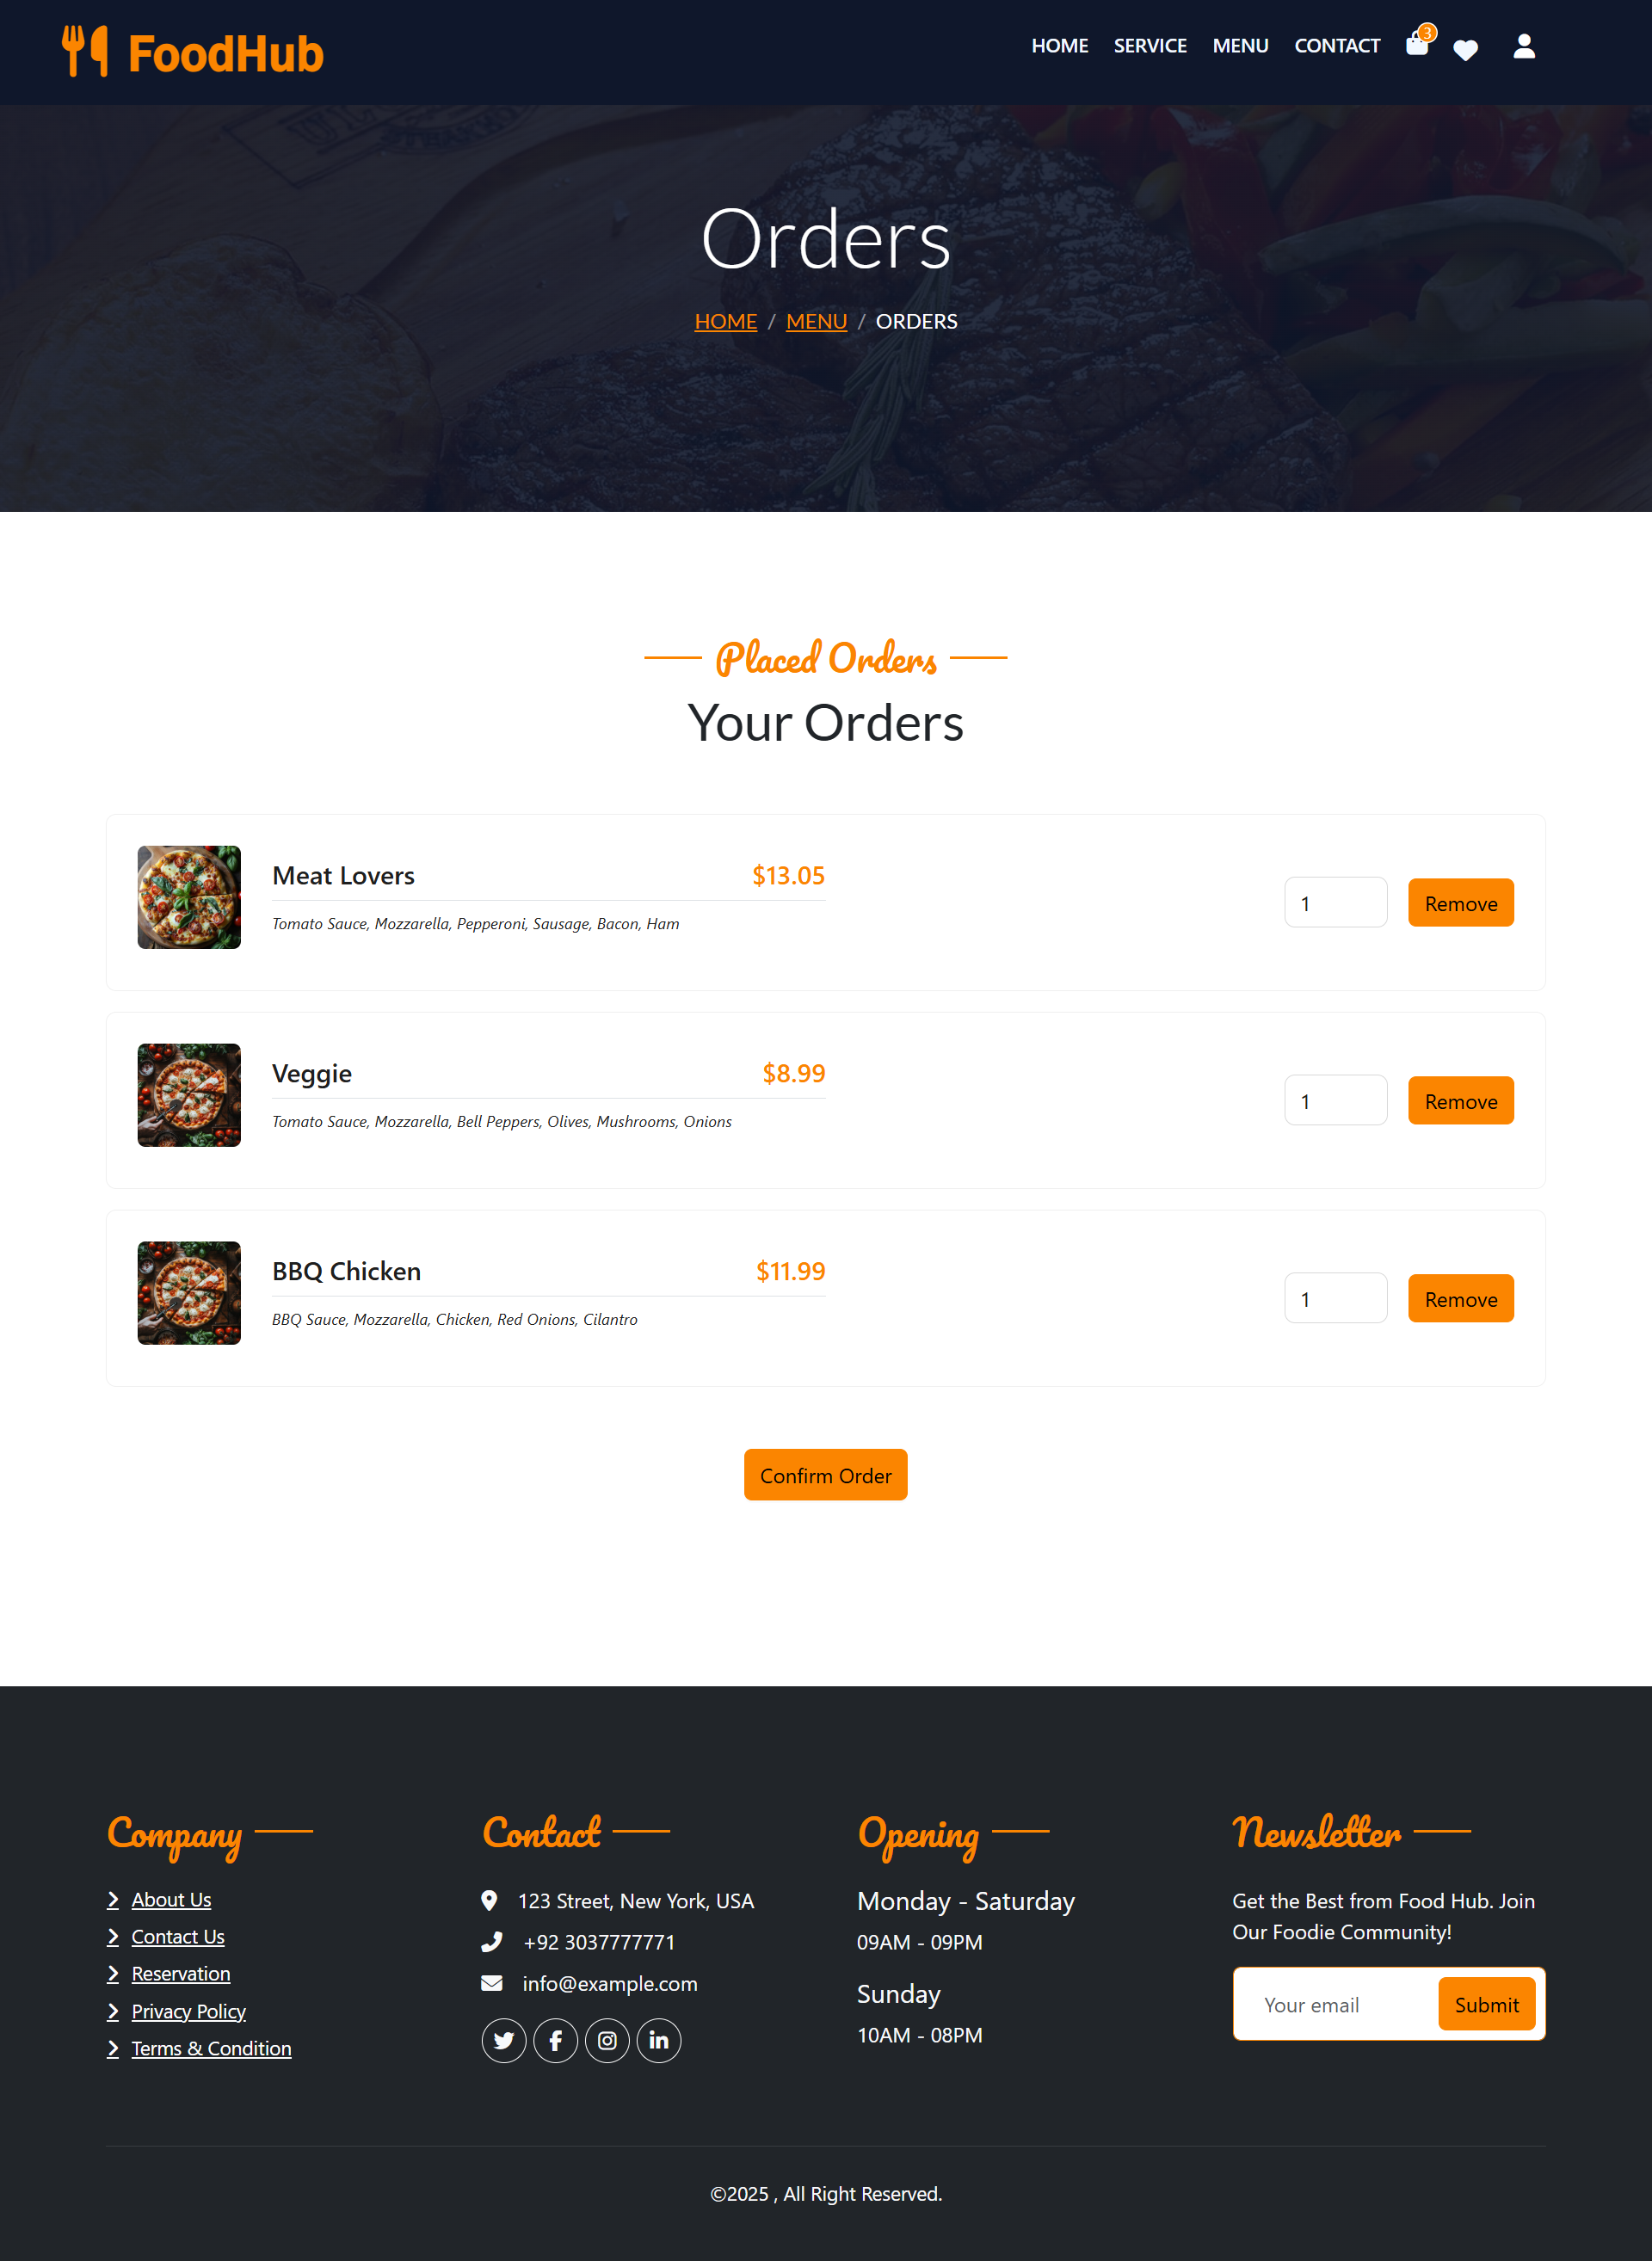 FoodHub
HOME SERVICE MENU CONTACT 3
Orders
HOME / MENU / ORDERS
Placed Orders
Your Orders
Meat Lovers $13.05
Tomato Sauce, Mozzarella, Pepperoni, Sausage, Bacon, Ham
1 Remove
Veggie $8.99
Tomato Sauce, Mozzarella, Bell Peppers, Olives, Mushrooms, Onions
1 Remove
BBQ Chicken $11.99
BBQ Sauce, Mozzarella, Chicken, Red Onions, Cilantro
1 Remove
Confirm Order
Company
About Us
Contact Us
Reservation
Privacy Policy
Terms & Condition
Contact
123 Street, New York, USA
+92 3037777771
info@example.com
Opening
Monday - Saturday
09AM - 09PM
Sunday
10AM - 08PM
Newsletter
Get the Best from Food Hub. Join
Our Foodie Community!
Your email Submit
©2025 , All Right Reserved.